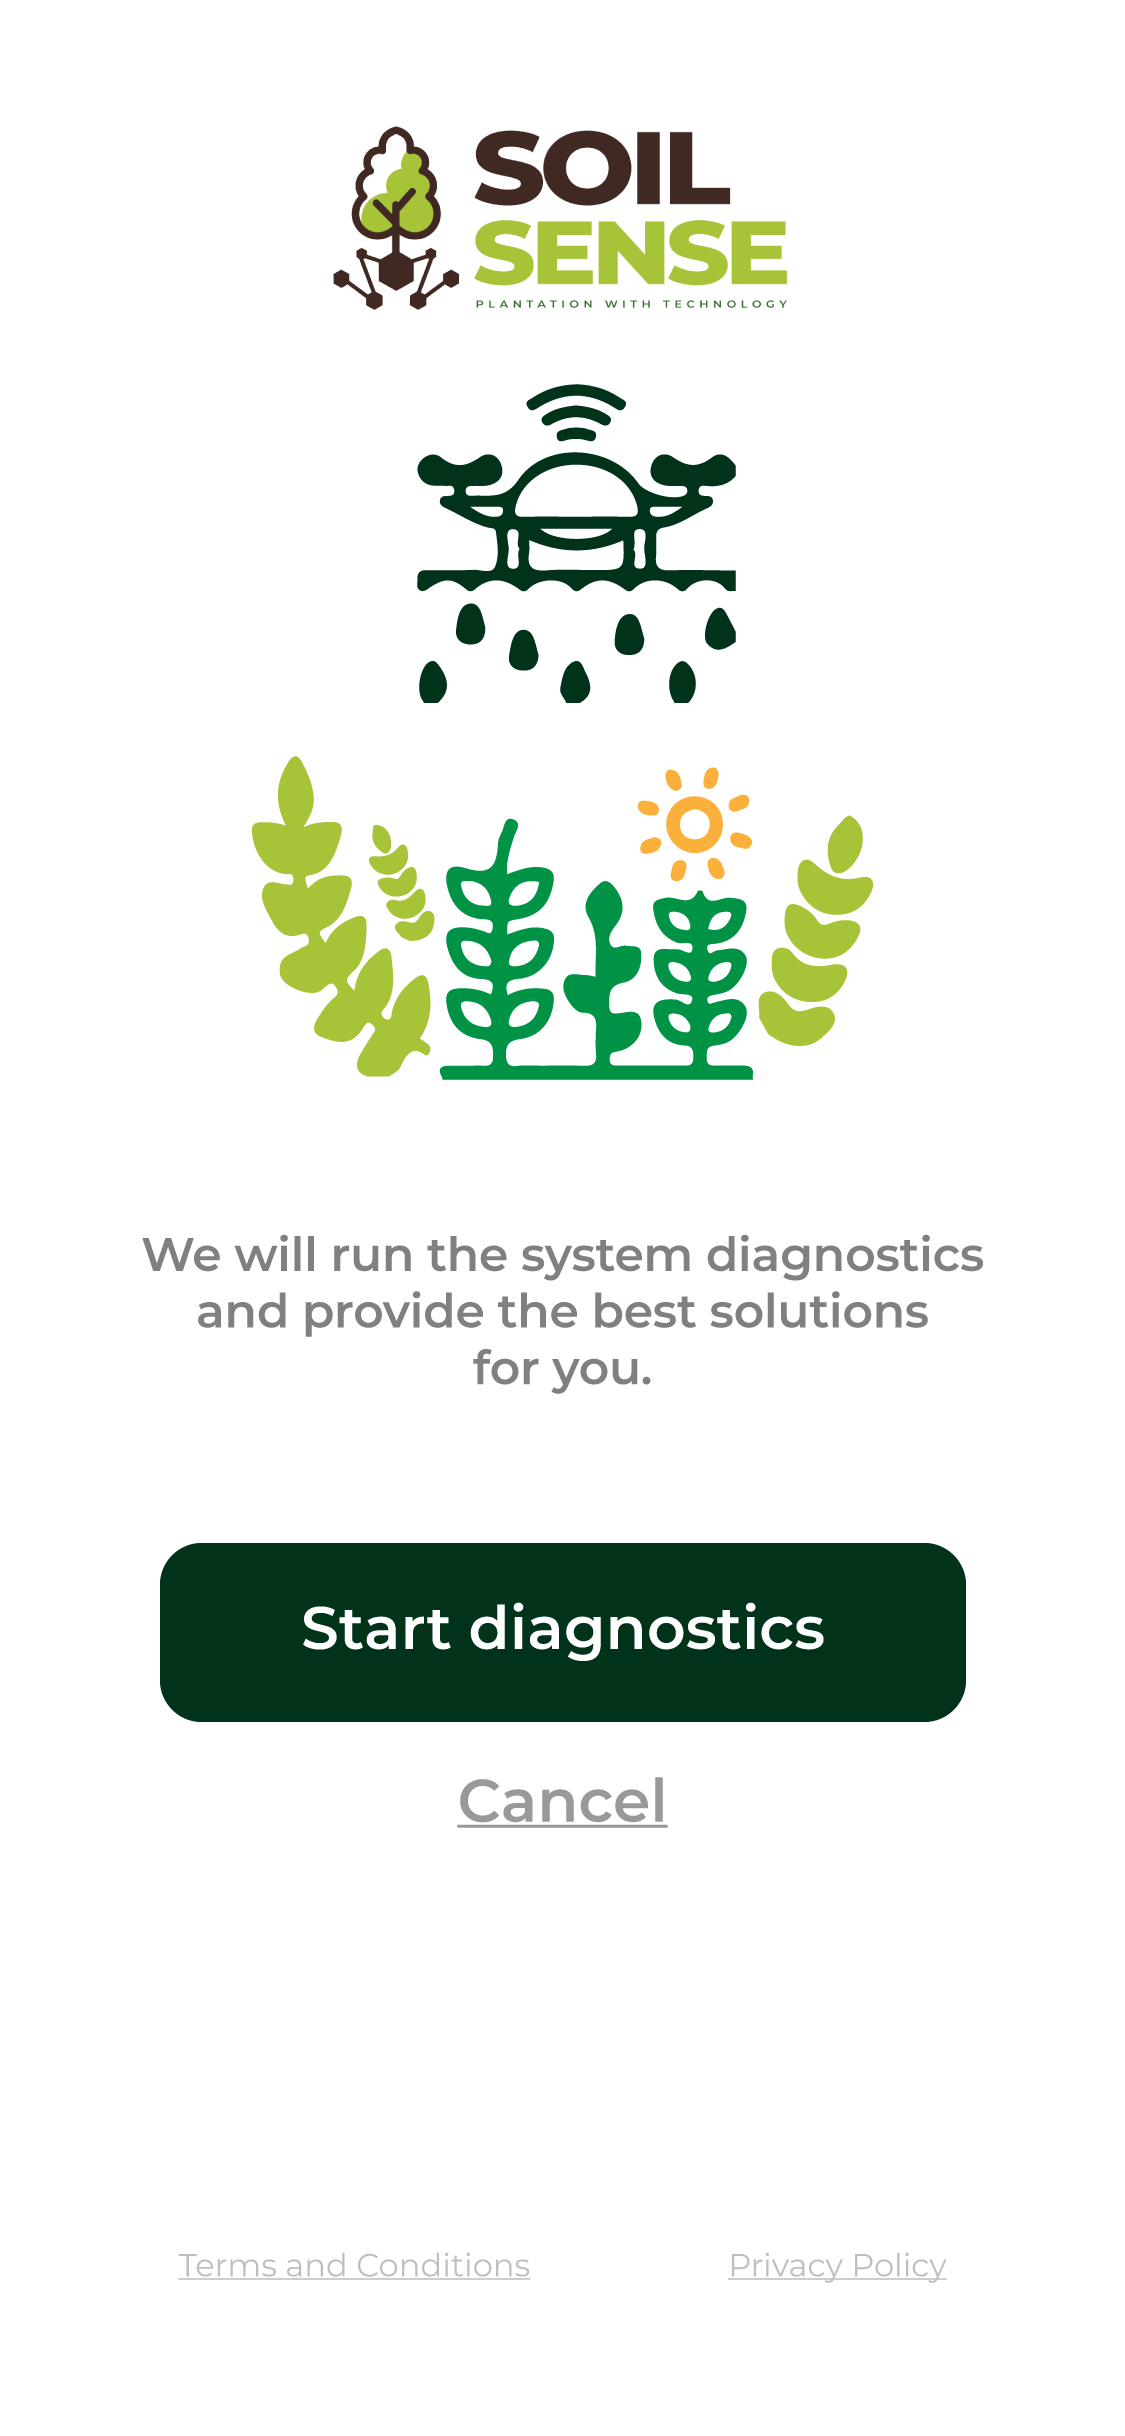 SOIL
SENSE
PLANTATION WITH TECHNOLOGY
We will run the system diagnostics
and provide the best solutions
for you.
Start diagnostics
Cancel
Terms and Conditions
Privacy Policy